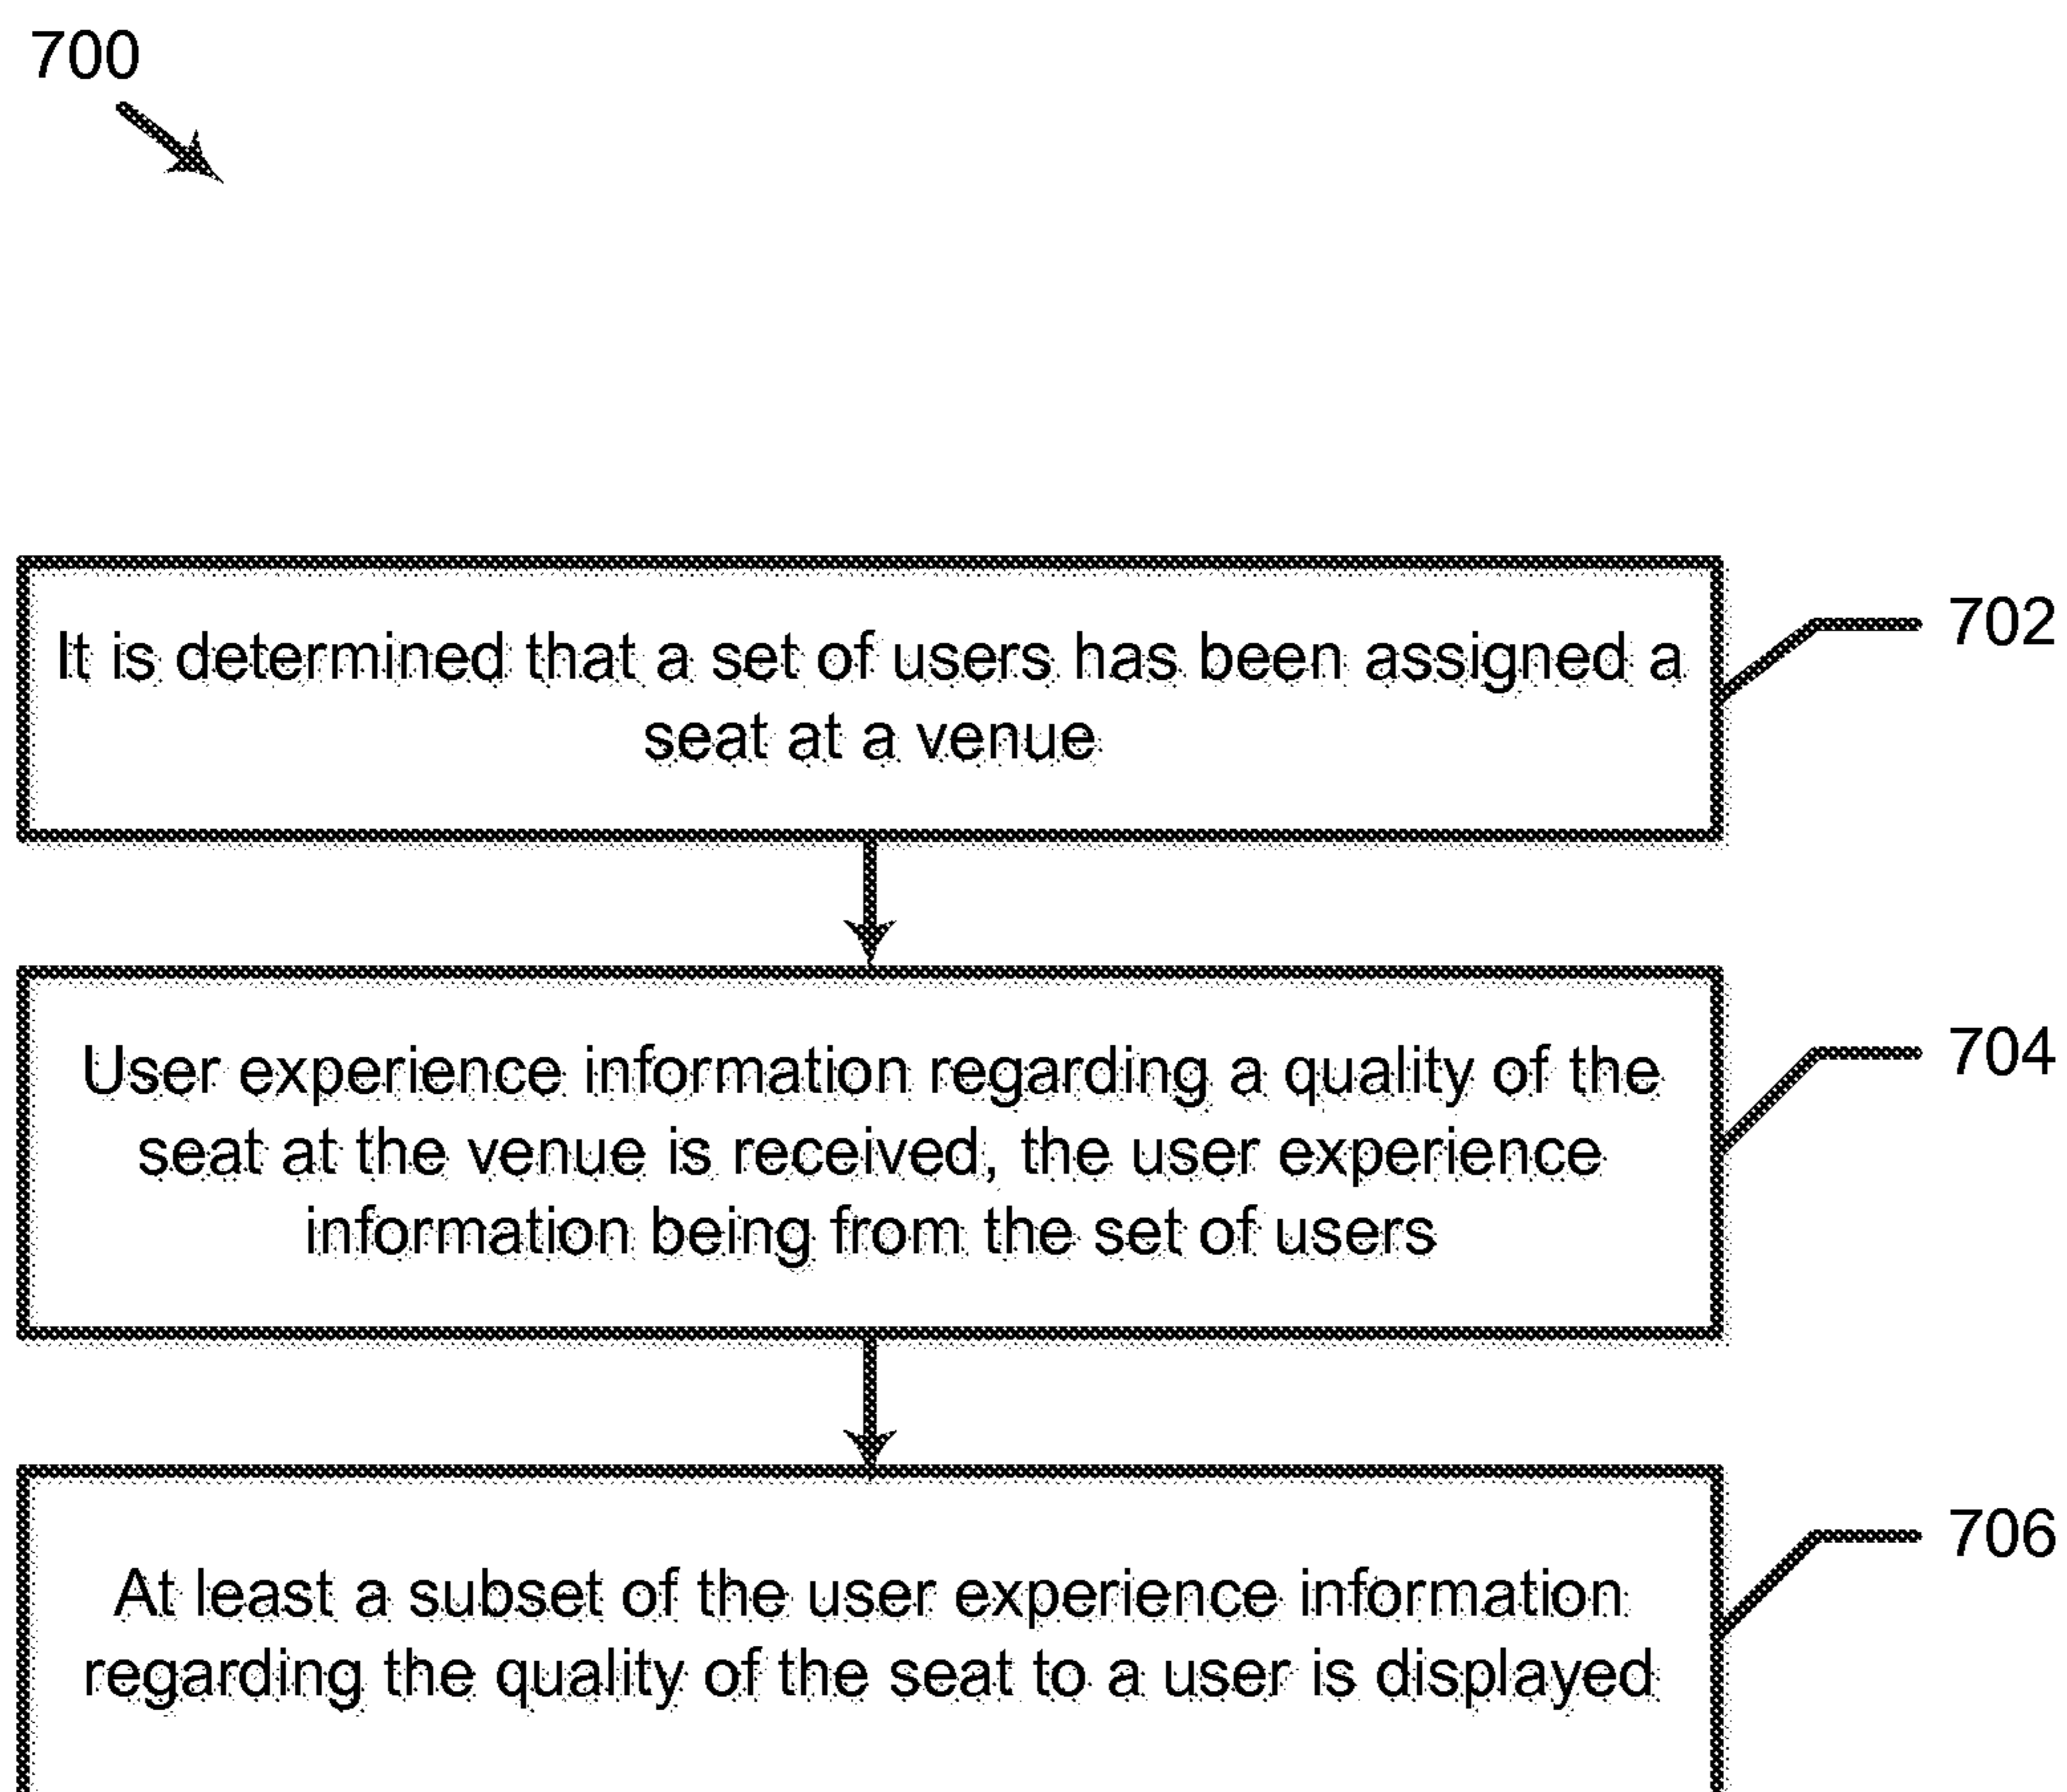 700
It is determined that a set of users has been assigned a
seat at a venue
702
User experience information regarding a quality of the
seat at the venue is received, the user experience
information being from the set of users
704
At least a subset of the user experience information
regarding the quality of the seat to a user is displayed
706